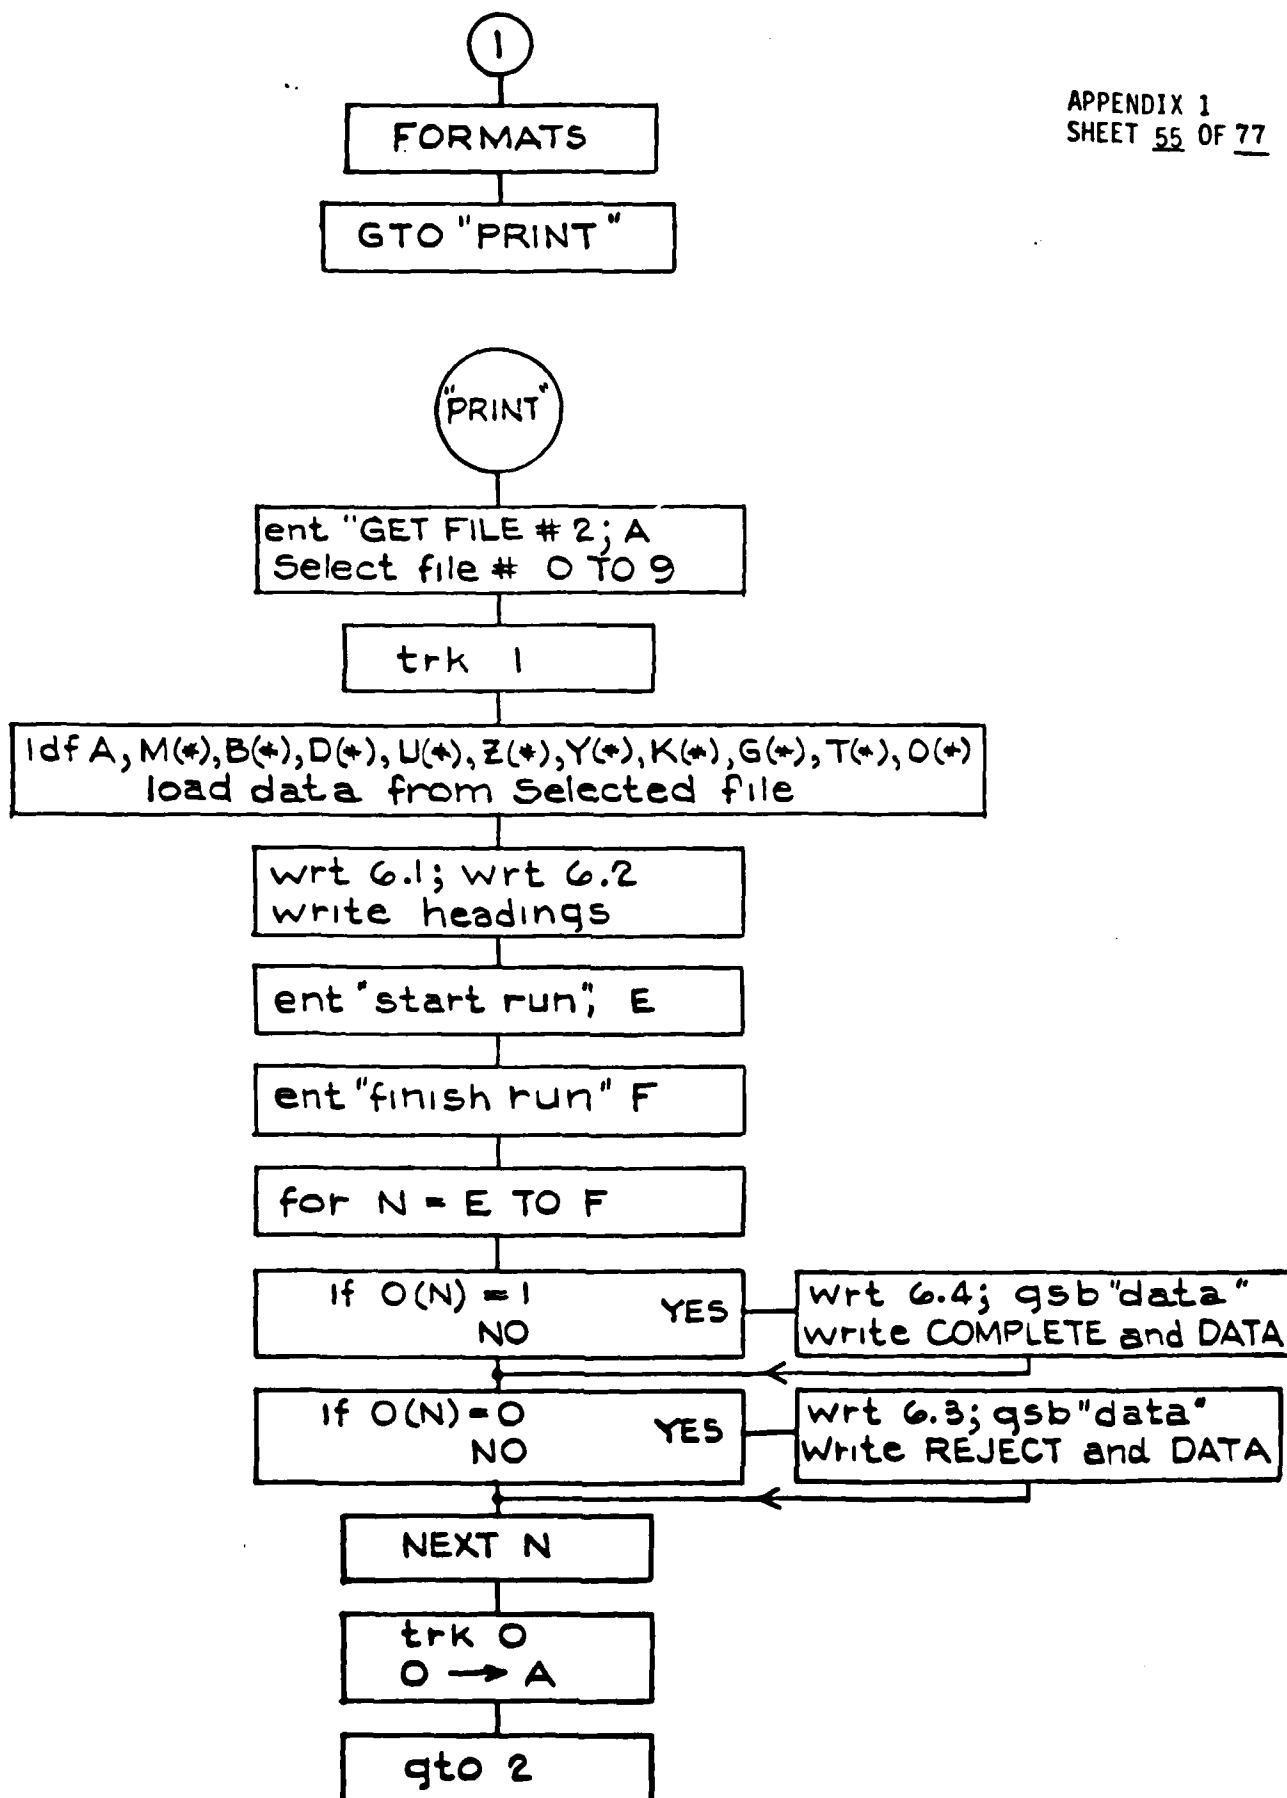 1
APPENDIX 1
SHEET 55 OF 77
FORMATS
GTO "PRINT"
"PRINT"
ent "GET FILE # 2; A
Select file # 0 TO 9
trk 1
ldf A, M(*), B(*), D(*), U(*), Z(*), Y(*), K(*), G(*), T(*), O(*)
load data from Selected file
wrt 6.1; wrt 6.2
write headings
ent "start run", E
ent "finish run" F
for N = E TO F
If O(N) = 1
YES
NO
wrt 6.4; gsb "data"
write COMPLETE and DATA
If O(N) = 0
YES
NO
wrt 6.3; gsb "data"
Write REJECT and DATA
NEXT N
trk 0
0 → A
gto 2